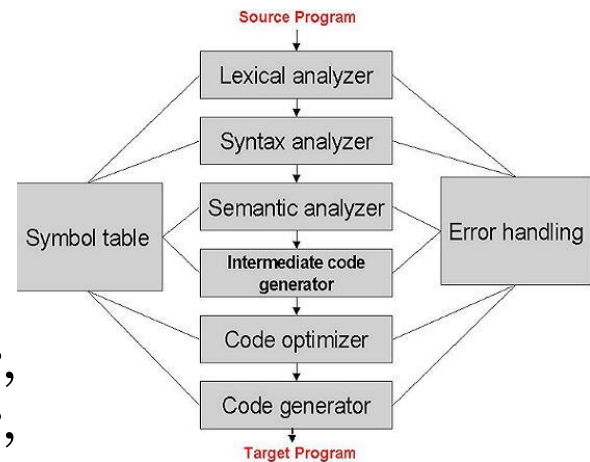 Source Program
Lexical analyzer
Syntax analyzer
Semantic analyzer
Symbol table
Error handling
Intermediate code
generator
Code optimizer
;
Code generator
;
Target Program